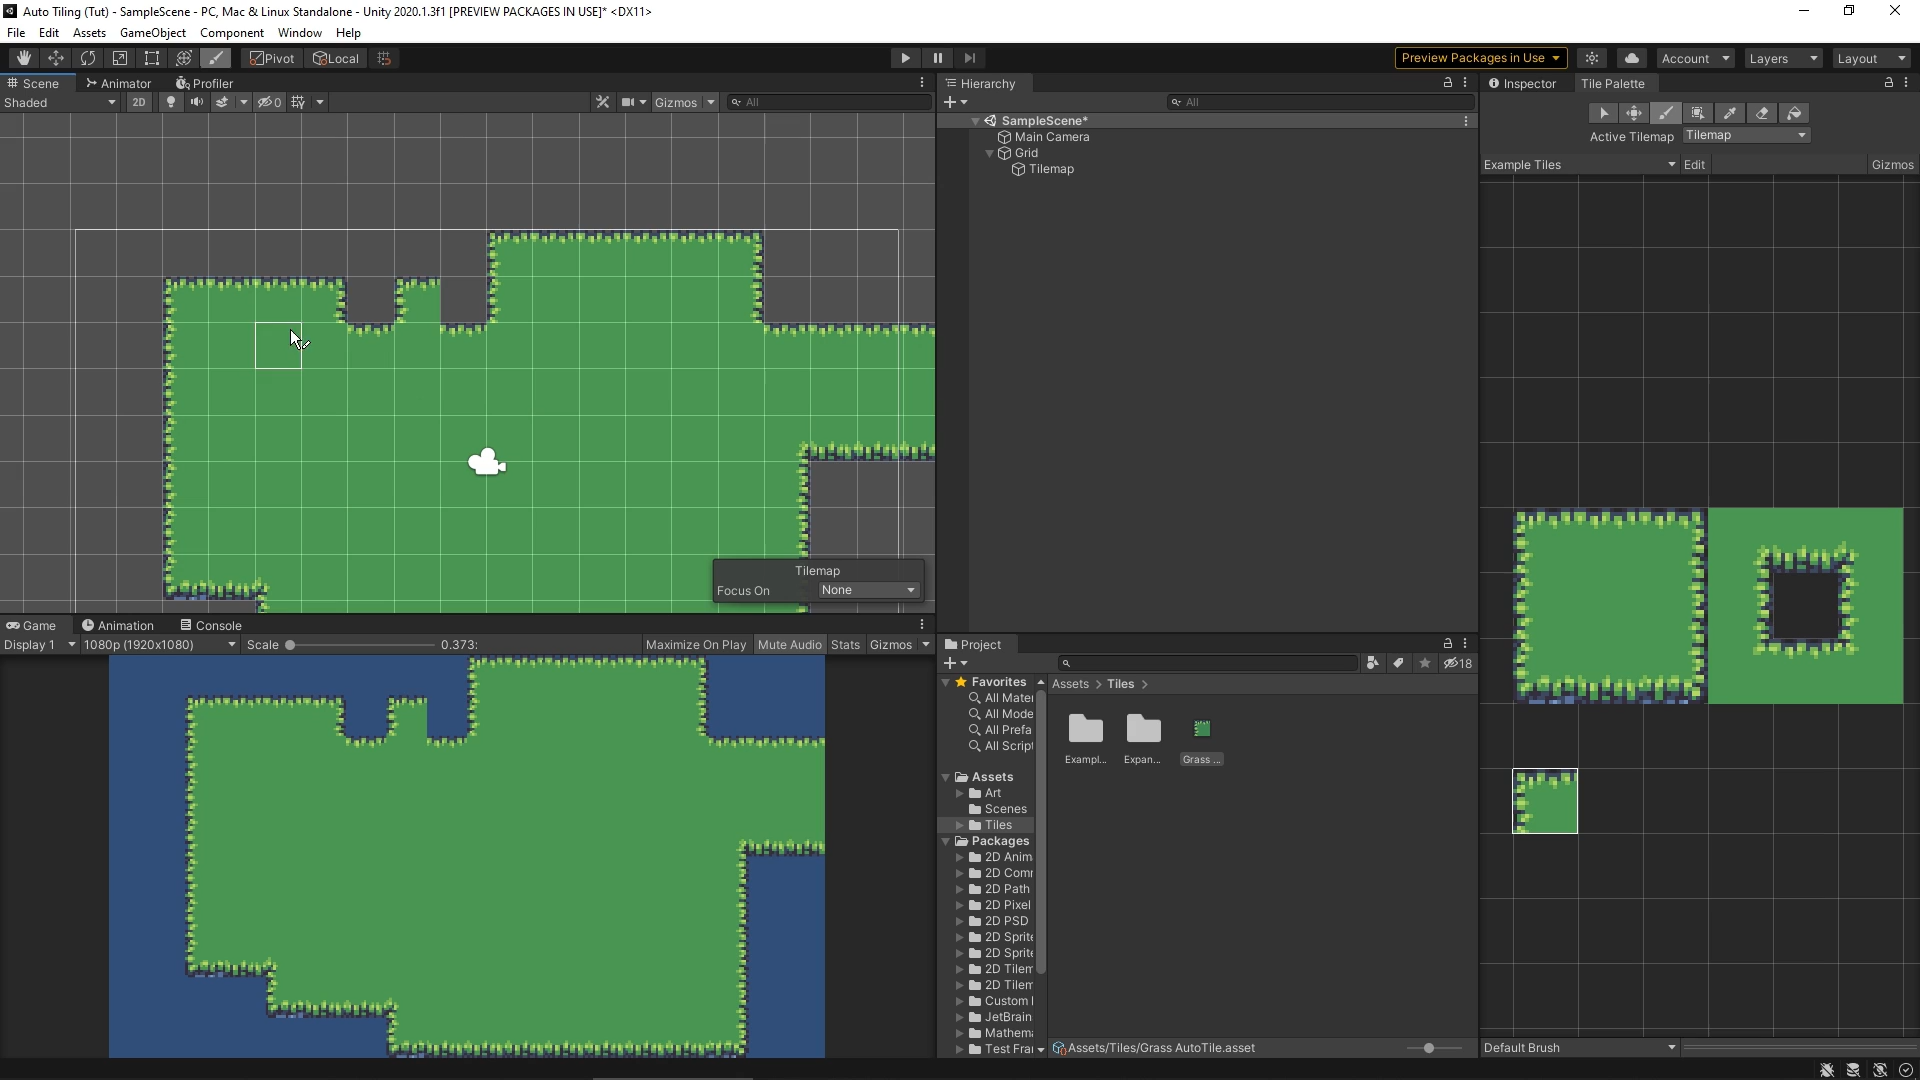 Auto Tiling (Tut) - SampleScene - PC, Mac & Linux Standalone - Unity 2020.1.3f1 [PREVIEW PACKAGES IN USE]* <DX11>
File Edit Assets GameObject Component Window Help
Pivot Local Preview Packages in Use Account Layers Layout
Scene Animator Profiler
Shaded 2D 0 Gizmos All
Tilemap
Focus On None
Hierarchy
All
SampleScene*
Main Camera
Grid
Tilemap
Inspector Tile Palette
Active Tilemap Tilemap
Example Tiles Edit Gizmos
Game Animation Console
Display 1 1080p (1920x1080) Scale 0.373: Maximize On Play Mute Audio Stats Gizmos
Project
18
Favorites
All Mate
All Mode
All Prefa
All Script
Assets
Art
Scenes
Tiles
Packages
2D Anim
2D Com
2D Path
2D Pixel
2D PSD
2D Sprite
2D Sprite
2D Tilem
2D Tilem
Custom
JetBrain
Mathema
Test Fra
Assets > Tiles >
Exampl... Expan... Grass ...
Assets/Tiles/Grass AutoTile.asset
Default Brush